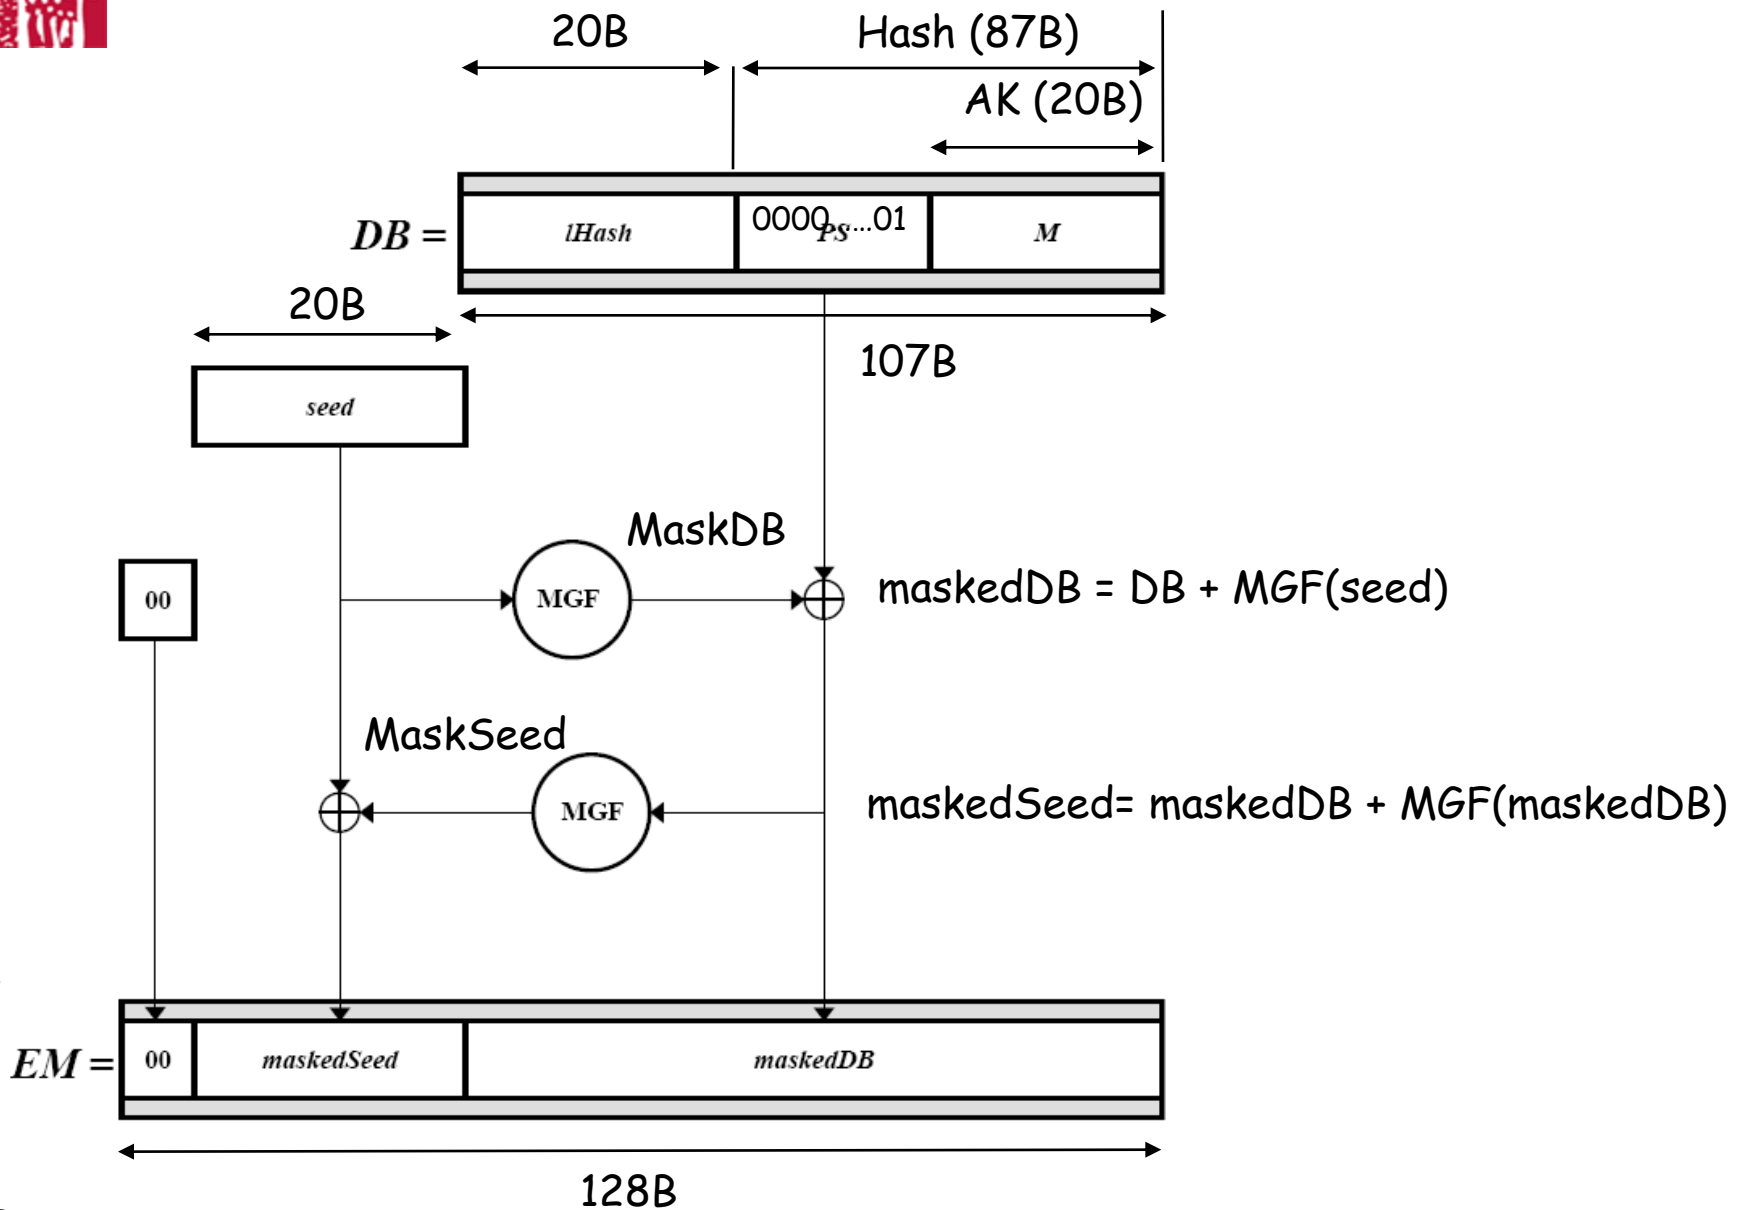 20B
Hash (87B)
AK (20B)
DB =
lHash
0000....01
PS
M
20B
107B
seed
MaskDB
00
MGF
maskedDB = DB + MGF(seed)
MaskSeed
MGF
maskedSeed= maskedDB + MGF(maskedDB)
EM =
00
maskedSeed
maskedDB
128B